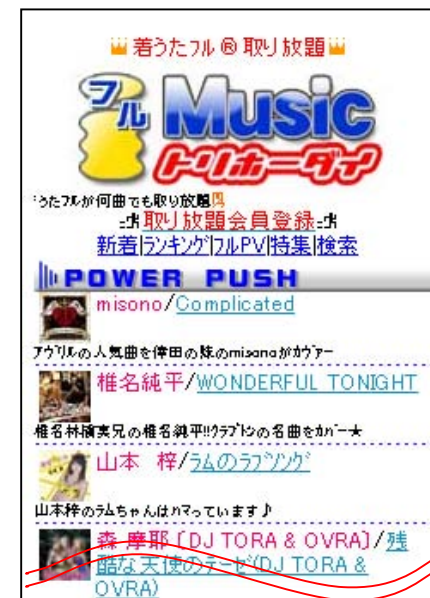 着うたフル®取り放題
フル Music
トリホーダイ
うたフルが何曲でも取り放題
取り放題会員登録
新着|ランキング|フルPV|特集|検索
POWER PUSH
misono/Complicated
アヴリルの人気曲を倖田の妹のmisonoがカヴァー
椎名純平/WONDERFUL TONIGHT
椎名林檎実兄の椎名純平!!クラプトンの名曲をカバー★
山本 梓/ラムのラブソング
山本梓のラムちゃんはハマっています♪
森 摩耶〔DJ TORA & OVRA〕/残
酷な天使のテーゼ(DJ TORA &
OVRA)